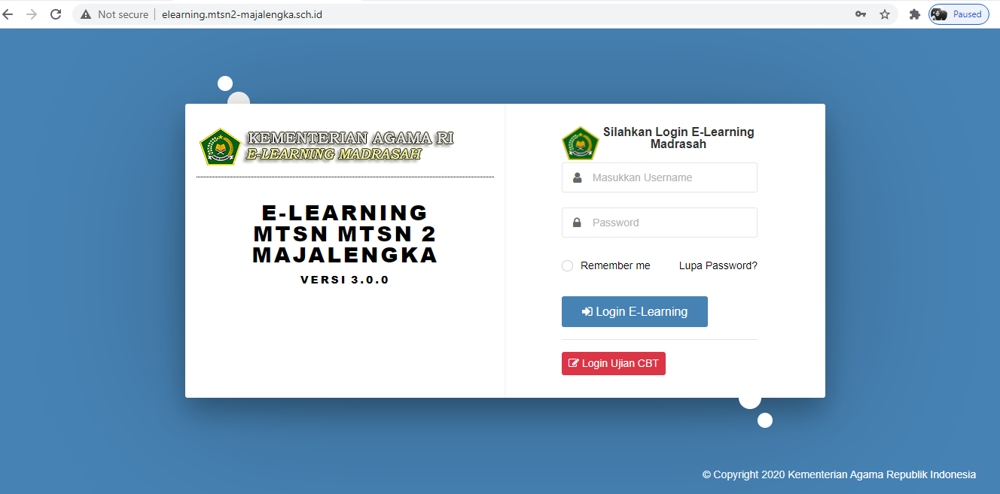 Not secure
elearning.mtsn2-majalengka.sch.id
Paused
KEMENTERIAN AGAMA RI
E-LEARNING MADRASAH
E-LEARNING
MTSN MTSN 2
MAJALENGKA
VERSI 3.0.0
Silahkan Login E-Learning
Madrasah
Masukkan Username
Password
Remember me
Lupa Password?
Login E-Learning
Login Ujian CBT
© Copyright 2020 Kementerian Agama Republik Indonesia